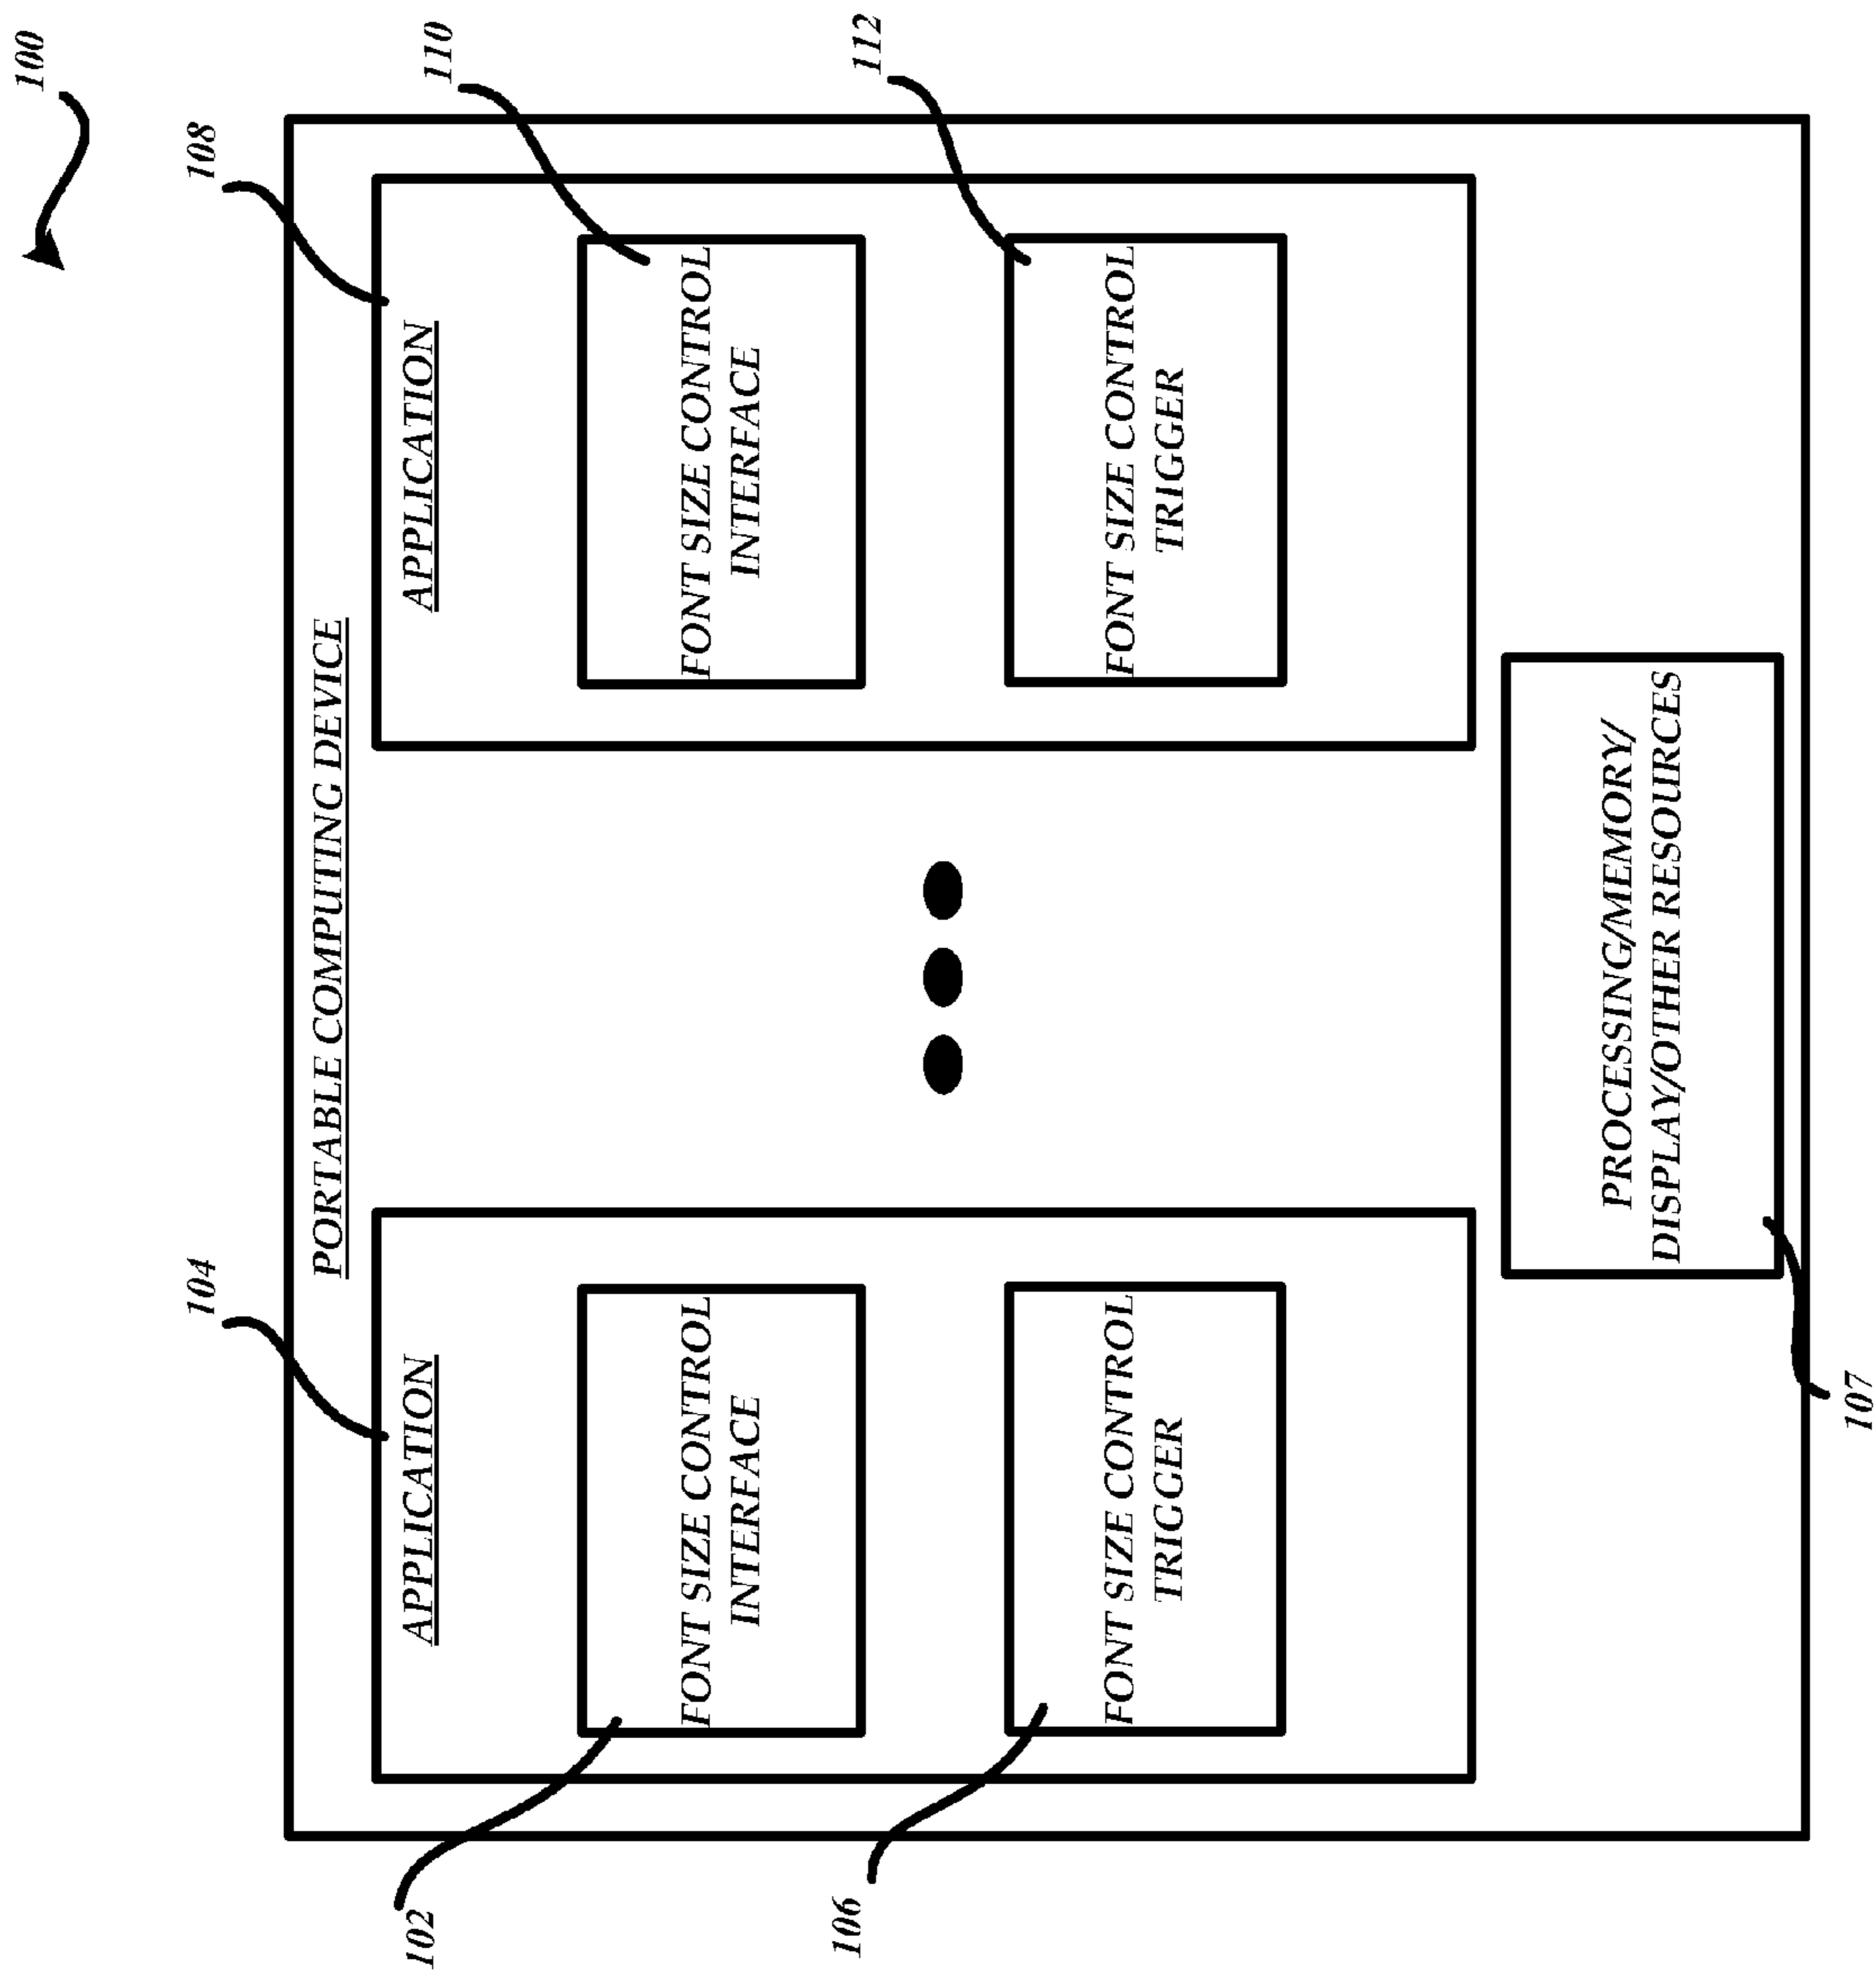 100
PORTABLE COMPUTING DEVICE
104
APPLICATION
102
FONT SIZE CONTROL
INTERFACE
106
FONT SIZE CONTROL
TRIGGER
108
APPLICATION
110
FONT SIZE CONTROL
INTERFACE
112
FONT SIZE CONTROL
TRIGGER
PROCESSING/MEMORY/
DISPLAY/OTHER RESOURCES
107